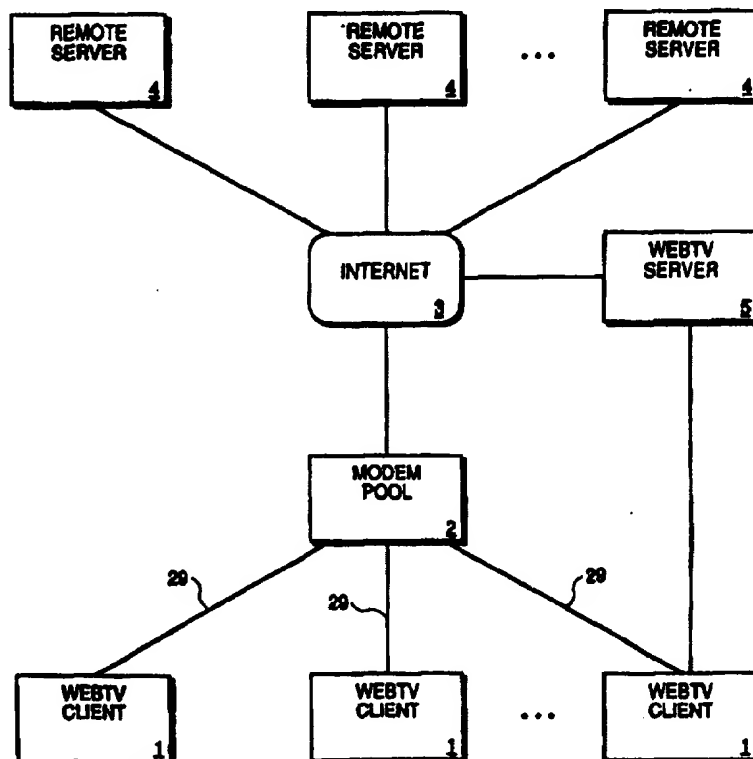 REMOTE
SERVER
4
REMOTE
SERVER
4
...
REMOTE
SERVER
4
INTERNET
3
WEBTV
SERVER
5
MODEM
POOL
2
29
29
29
WEBTV
CLIENT
1
WEBTV
CLIENT
1
...
WEBTV
CLIENT
1